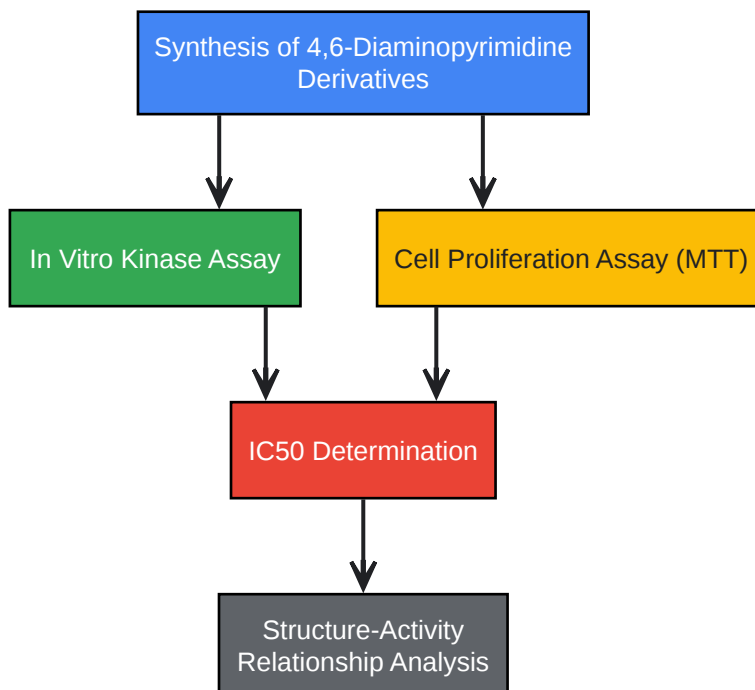 Synthesis of 4,6-Diaminopyrimidine
Derivatives
In Vitro Kinase Assay
Cell Proliferation Assay (MTT)
IC50 Determination
Structure-Activity
Relationship Analysis